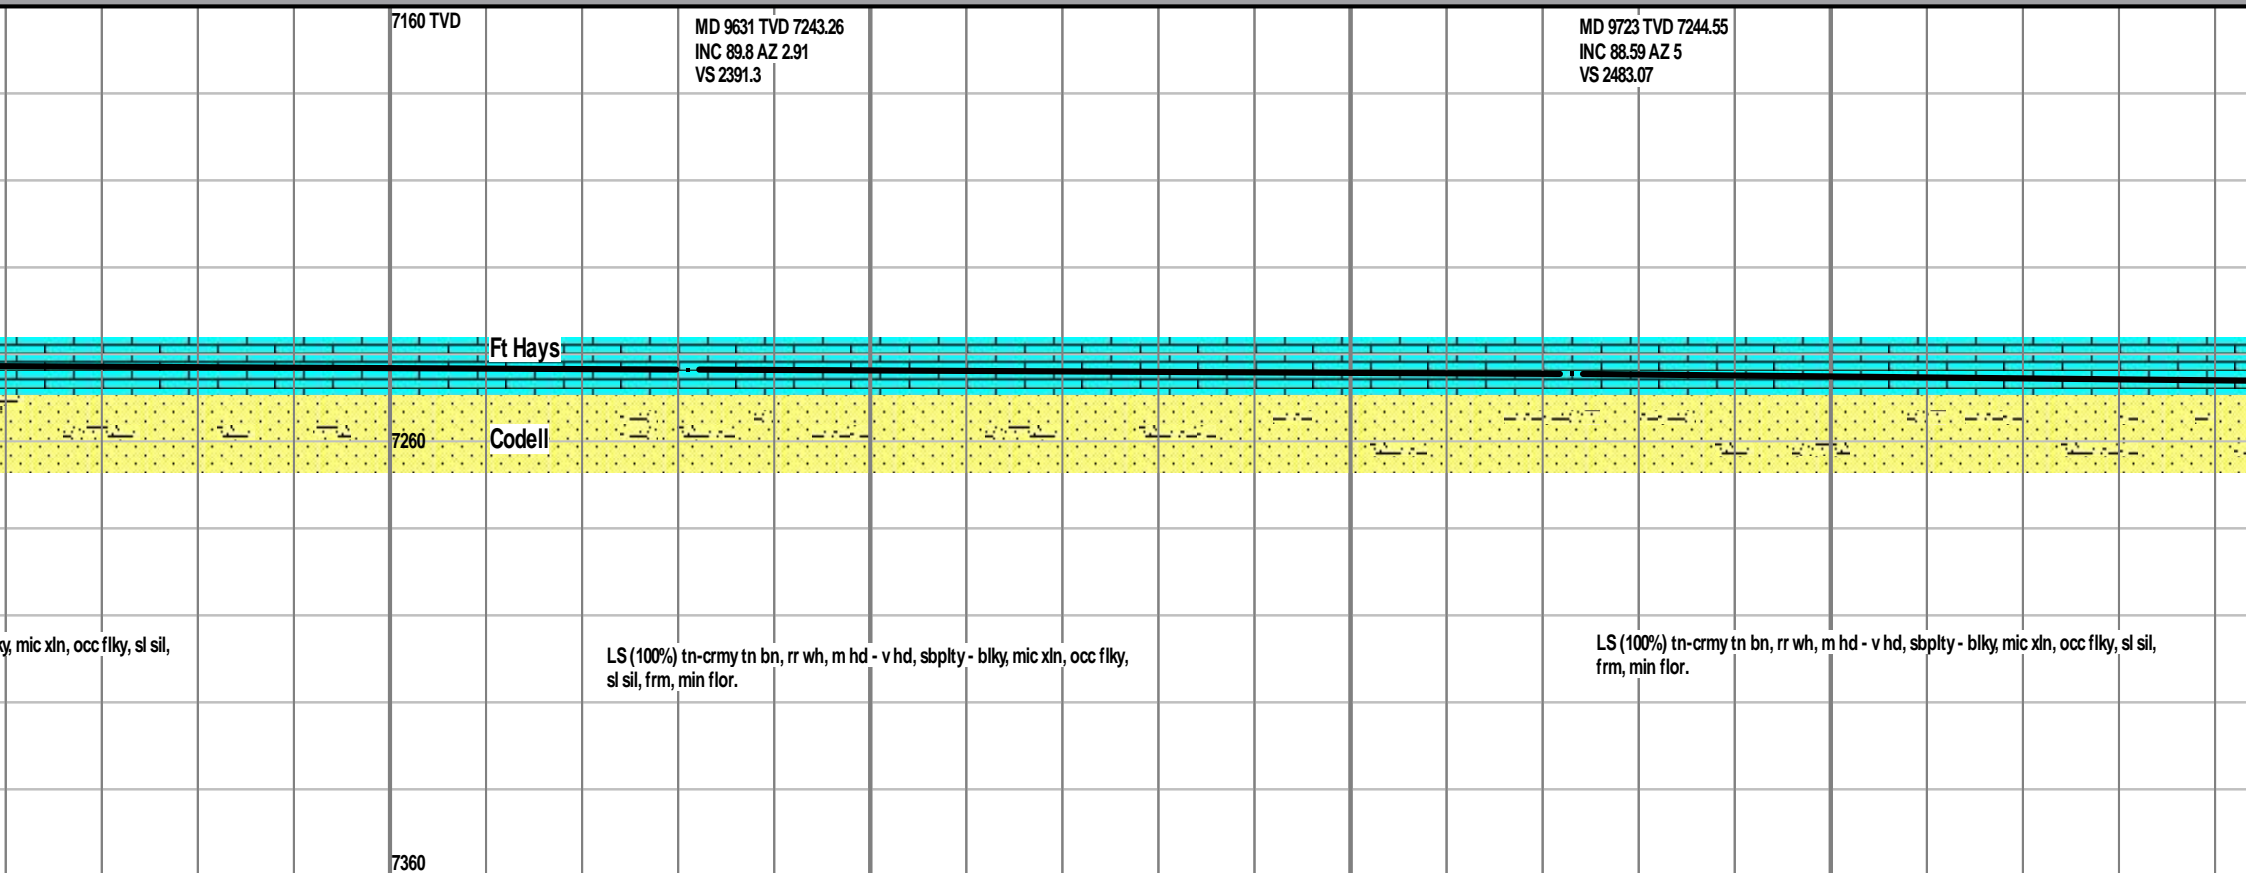 7160 TVD
MD 9631 TVD 7243.26
INC 89.8 AZ 2.91
VS 2391.3
MD 9723 TVD 7244.55
INC 88.59 AZ 5
VS 2483.07
Ft Hays
7260
Codell
mic xln, occ flky, sl sil,
LS (100%) tn-crmy tn bn, rr wh, m hd - v hd, sbplty - blky, mic xln, occ flky,
sl sil, frm, min flor.
LS (100%) tn-crmy tn bn, rr wh, m hd - v hd, sbplty - blky, mic xln, occ flky, sl sil,
frm, min flor.
7360